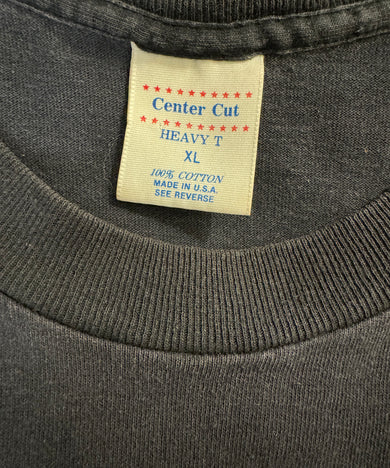 Center Cut
HEAVY T
XL
100% COTTON
MADE IN U.S.A.
SEE REVERSE